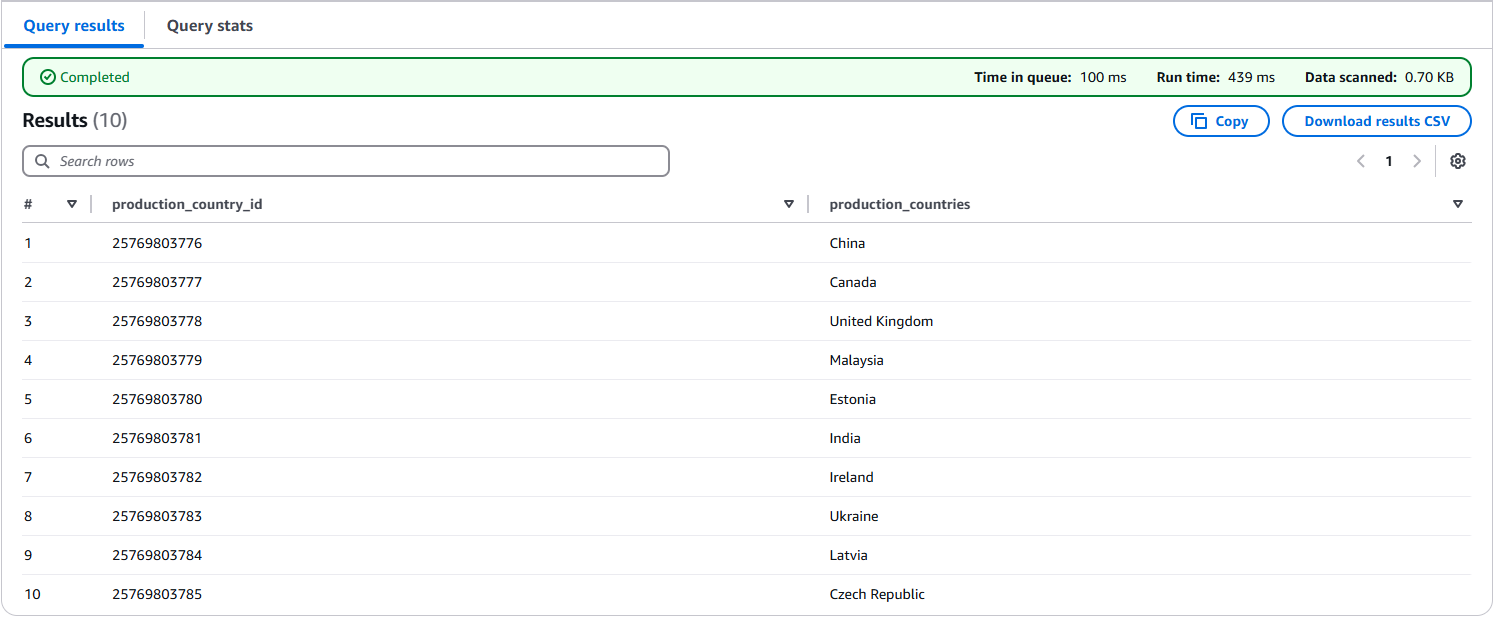 Query results Query stats
Completed Time in queue: 100 ms Run time: 439 ms Data scanned: 0.70 KB
Results (10) Copy Download results CSV
Search rows 1
# production_country_id production_countries
1 25769803776 China
2 25769803777 Canada
3 25769803778 United Kingdom
4 25769803779 Malaysia
5 25769803780 Estonia
6 25769803781 India
7 25769803782 Ireland
8 25769803783 Ukraine
9 25769803784 Latvia
10 25769803785 Czech Republic